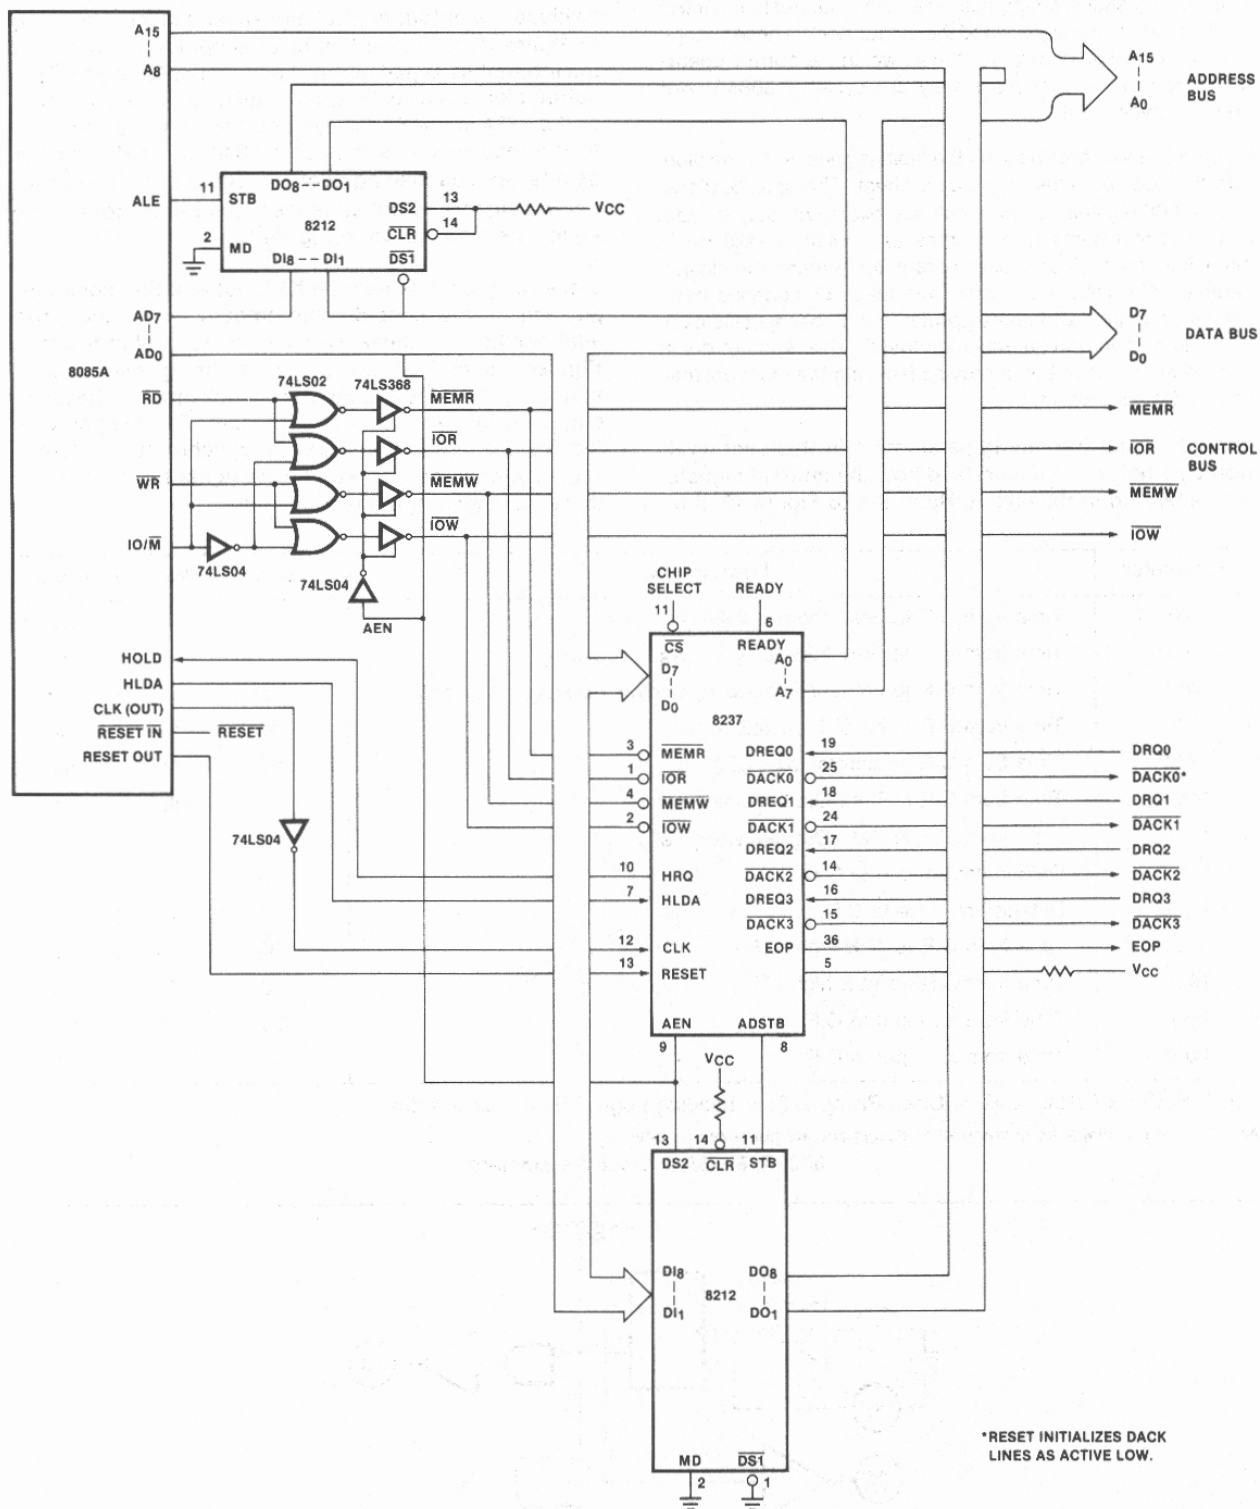 A15
A8
A15
A0
ADDRESS
BUS
DO8--DO1
ALE
11
STB
DS2
13
VCC
8212
CLR
14
2
MD
DI8--DI1
DS1
AD7
AD0
D7
D0
DATA BUS
8085A
74LS02
74LS368
RD
MEMR
MEMR
IOR
IOR
CONTROL
BUS
WR
MEMW
MEMW
IOW
IOW
IO/M
74LS04
74LS04
AEN
CHIP
SELECT
READY
11
6
CS
READY
HOLD
D7
D0
A0
A7
HLDA
CLK (OUT)
8237
RESET IN
RESET
RESET OUT
3
MEMR
DREQ0
19
DRQ0
1
IOR
DACK0
25
DACK0*
4
MEMW
DREQ1
18
DRQ1
2
IOW
DACK1
24
DACK1
74LS04
DREQ2
17
DRQ2
10
HRQ
DACK2
14
DACK2
7
HLDA
DREQ3
16
DRQ3
DACK3
15
DACK3
12
CLK
EOP
36
EOP
13
RESET
5
VCC
AEN
ADSTB
9
8
VCC
13
14
11
DS2
CLR
STB
DI8
DI1
8212
DO8
DO1
MD
DS1
2
1
*RESET INITIALIZES DACK
LINES AS ACTIVE LOW.